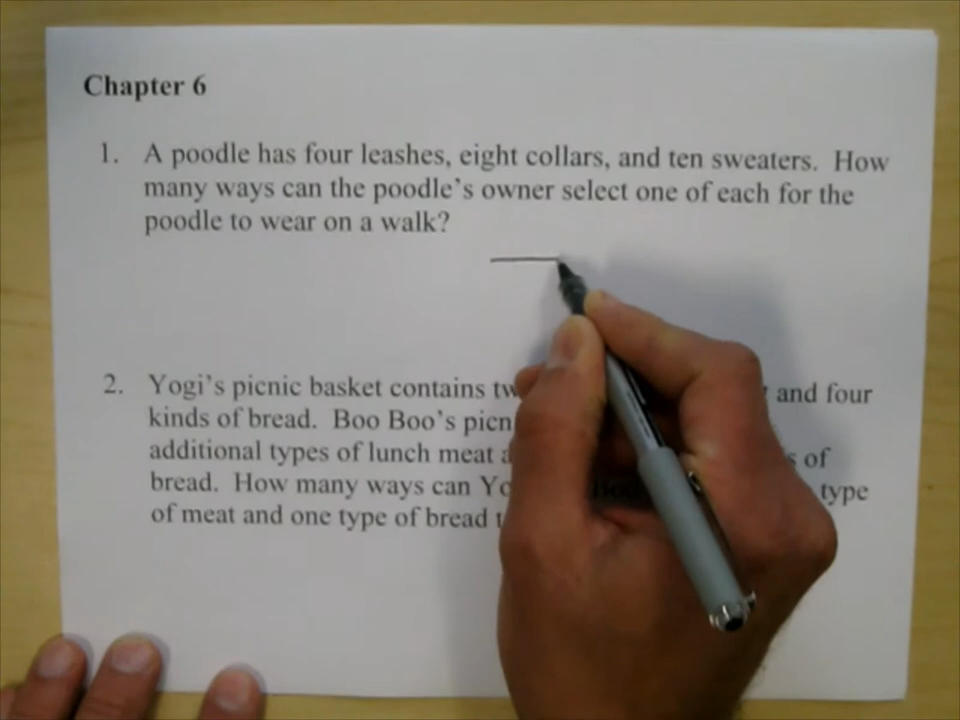 Chapter 6
1. A poodle has four leashes, eight collars, and ten sweaters. How
many ways can the poodle's owner select one of each for the
poodle to wear on a walk?
2. Yogi's picnic basket contains and four
kinds of bread. Boo Boo's
additional types of lunch meat of
bread. How many ways can type
of meat and one type of bread